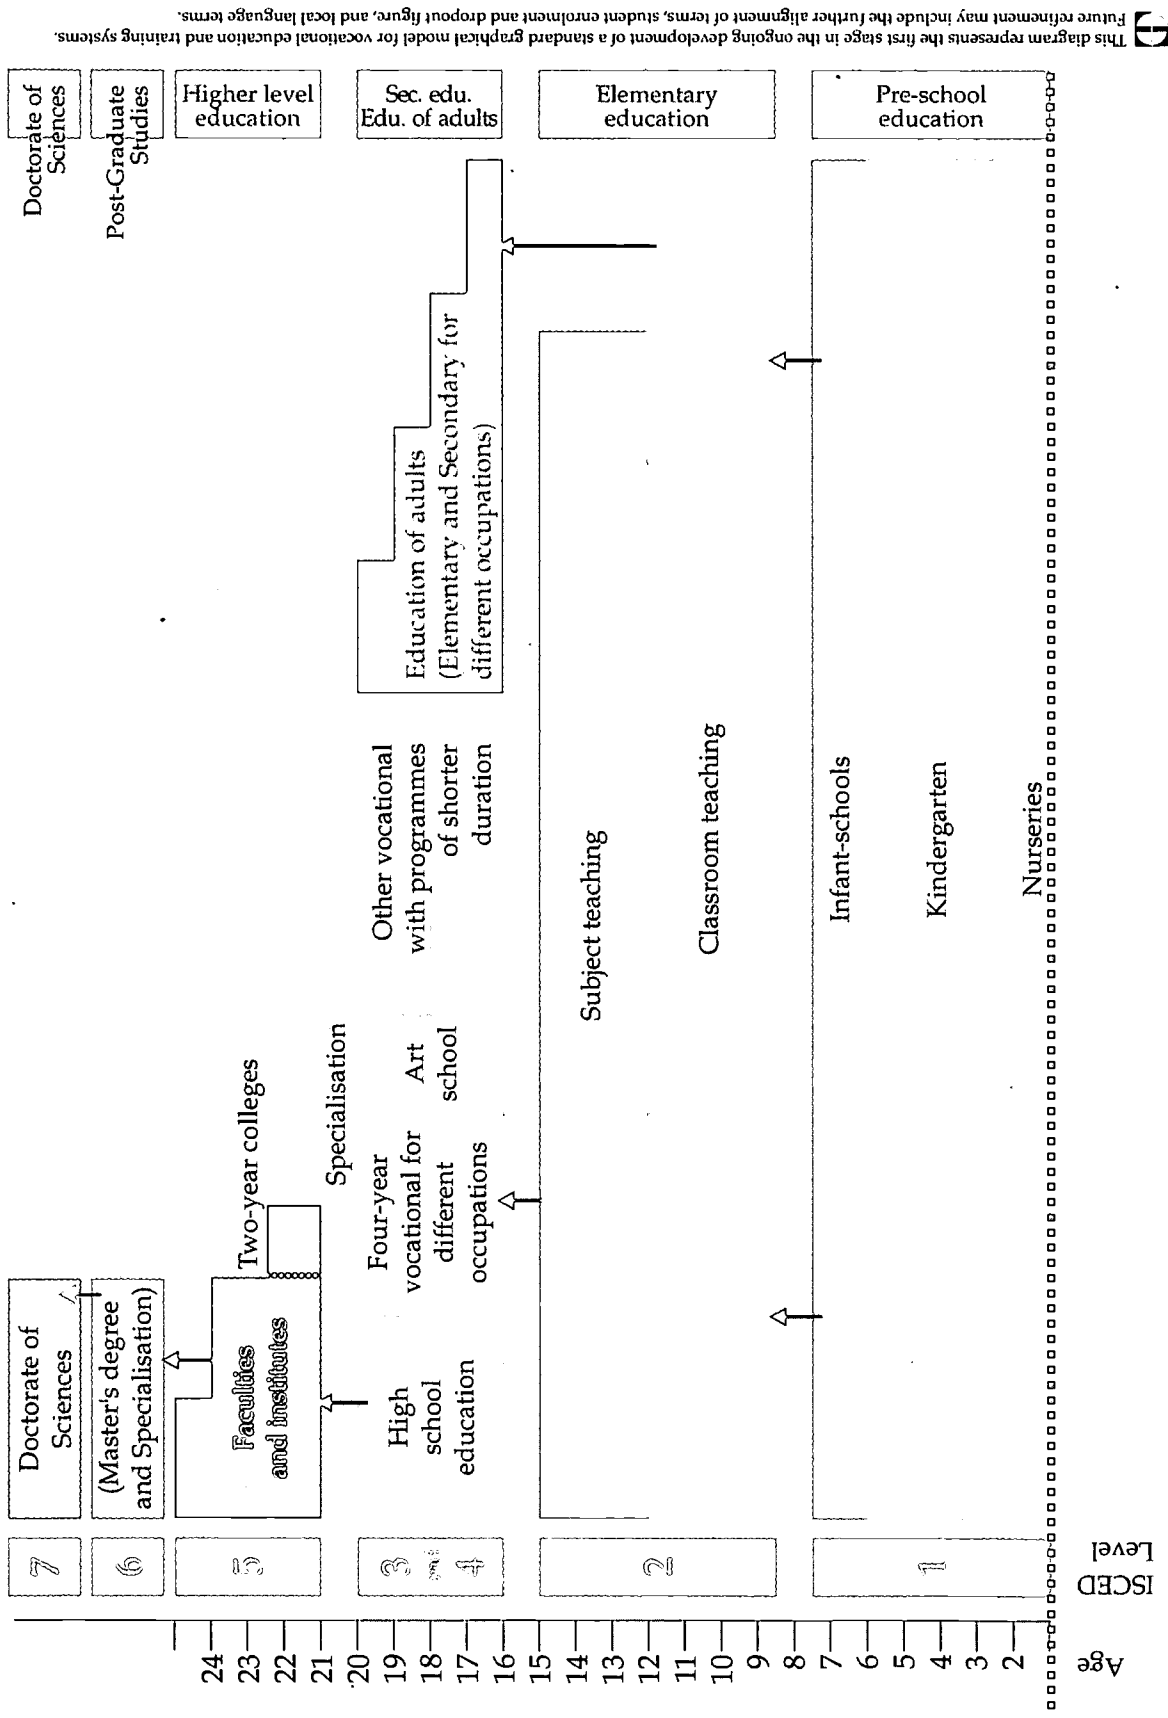 This diagram represents the first stage in the ongoing development of a standard graphical model for vocational education and training systems.
Future refinement may include the further alignment of terms, student enrolment and dropout figure, and local language terms.
Doctorate of
Sciences
Post-Graduate
Studies
Higher level
education
Sec. edu.
Edu. of adults
Elementary
education
Pre-school
education
Education of adults
(Elementary and Secondary for
different occupations)
Other vocational
with programmes
of shorter
duration
Subject teaching
Classroom teaching
Infant-schools
Kindergarten
Nurseries
Two-year colleges
Specialisation
Art
school
Four-year
vocational for
different
occupations
Doctorate of
Sciences
(Master's degree
and Specialisation)
Faculties
and institutes
High
school
education
7
6
5
3
4
2
1
ISCED
Level
24
23
22
21
20
19
18
17
16
15
14
13
12
11
10
9
8
7
6
5
4
3
2
Age